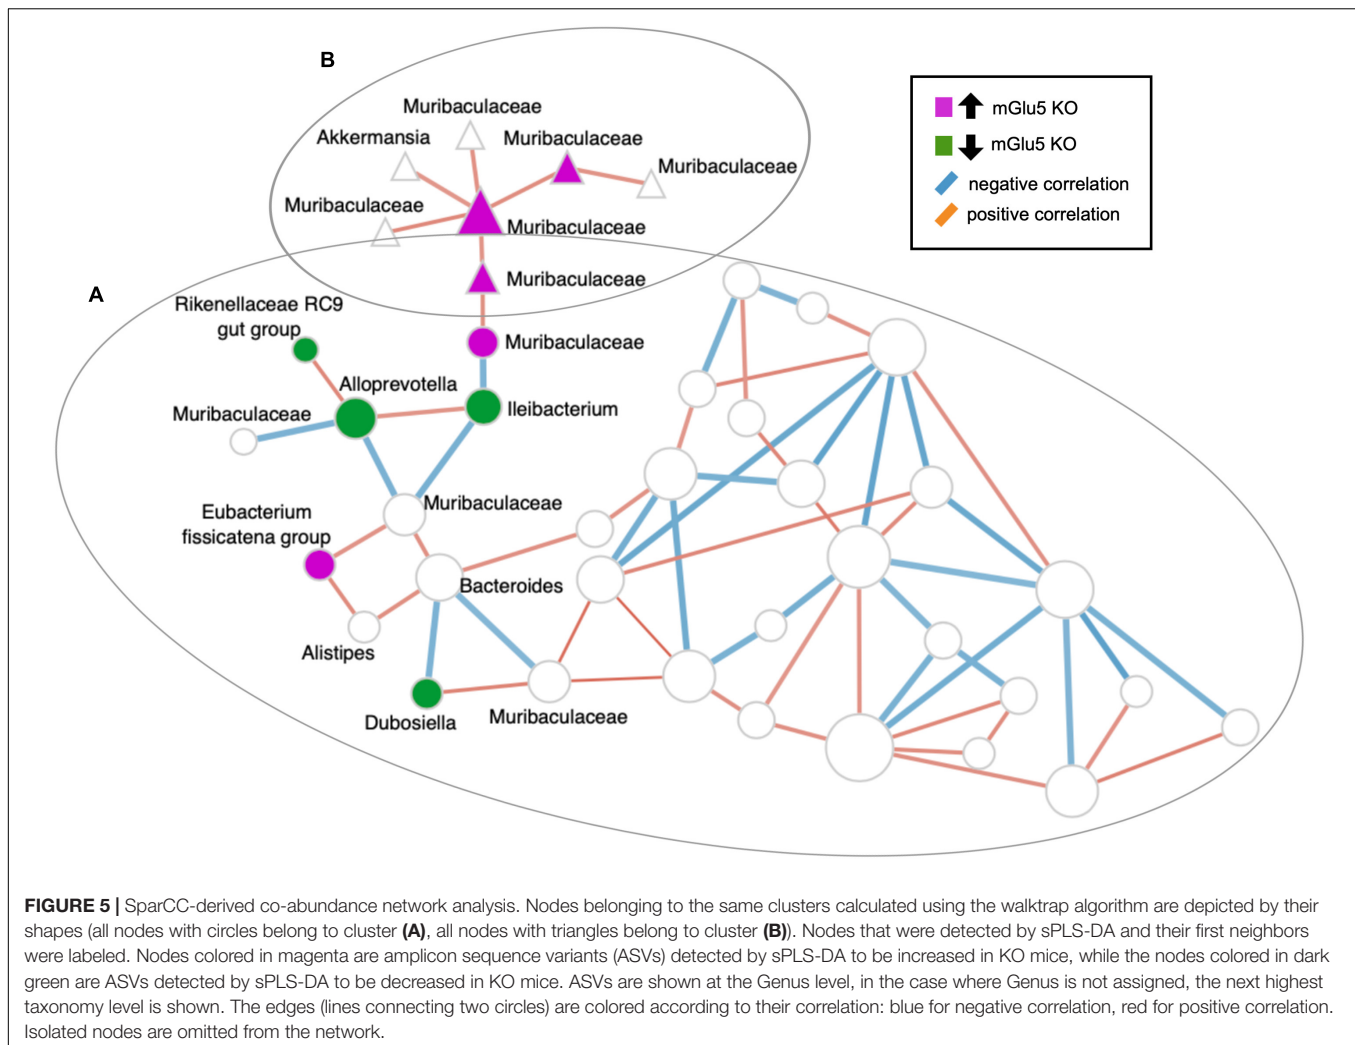 B
Muribaculaceae
Akkermansia
Muribaculaceae
Muribaculaceae
Muribaculaceae
Muribaculaceae
Muribaculaceae
mGlu5 KO
mGlu5 KO
negative correlation
positive correlation
A
Rikenellaceae RC9
gut group
Muribaculaceae
Alloprevotella
Muribaculaceae
Ileibacterium
Muribaculaceae
Eubacterium
fissicatena group
Bacteroides
Alistipes
Dubosiella
Muribaculaceae
FIGURE 5 | SparCC-derived co-abundance network analysis. Nodes belonging to the same clusters calculated using the walktrap algorithm are depicted by their
shapes (all nodes with circles belong to cluster (A), all nodes with triangles belong to cluster (B)). Nodes that were detected by sPLS-DA and their first neighbors
were labeled. Nodes colored in magenta are amplicon sequence variants (ASVs) detected by sPLS-DA to be increased in KO mice, while the nodes colored in dark
green are ASVs detected by sPLS-DA to be decreased in KO mice. ASVs are shown at the Genus level, in the case where Genus is not assigned, the next highest
taxonomy level is shown. The edges (lines connecting two circles) are colored according to their correlation: blue for negative correlation, red for positive correlation.
Isolated nodes are omitted from the network.